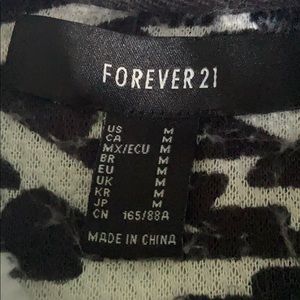 FOREVER 21
US M
CA M
MX/ECU M
BR M
EU M
UK M
KR M
JP M
CN 165/88A
MADE IN CHINA